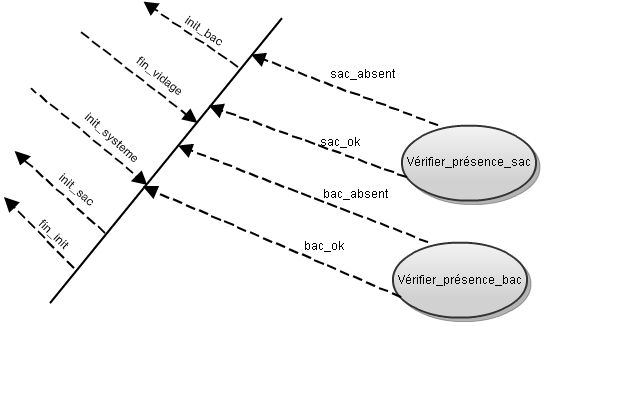 init_bac
fin_vidage
sac_absent
init_systeme
sac_ok
Vérifier_présence_sac
init_sac
bac_absent
fin_init
bac_ok
Vérifier_présence_bac